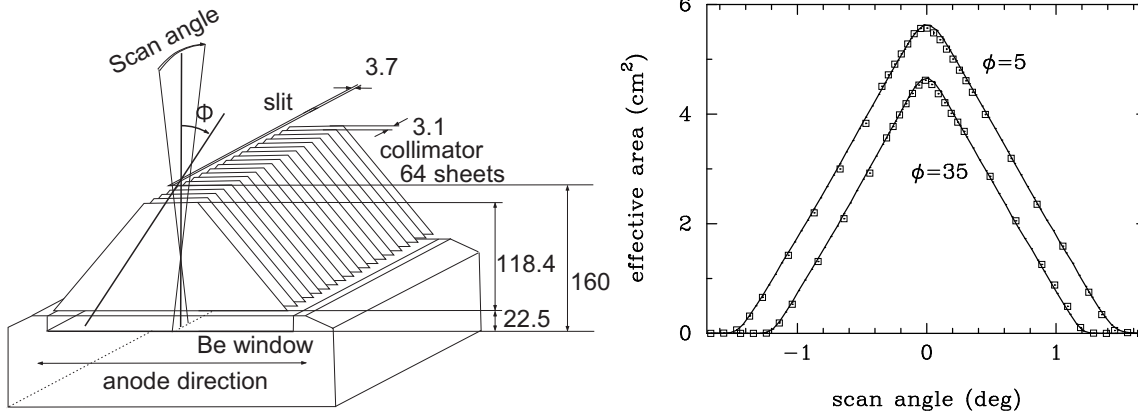 Scan angle
Φ
slit
3.7
3.1
collimator
64 sheets
118.4
160
22.5
Be window
anode direction
effective area (cm²)
6
4
2
0
ϕ=5
ϕ=35
−1
0
1
scan angle (deg)